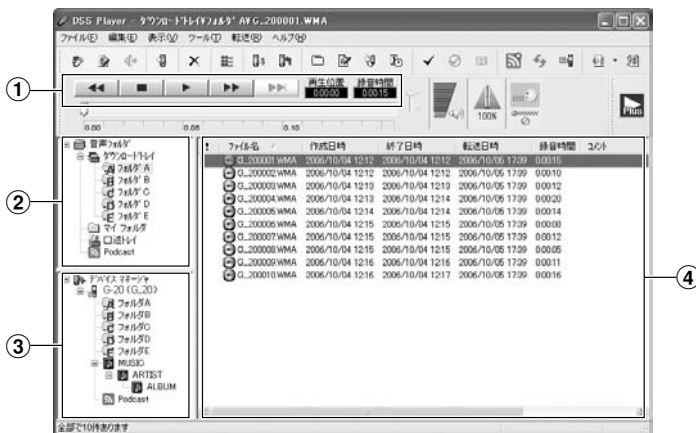 DSS Player - ﾀﾞｳﾝﾛｰﾄﾞﾄﾚｲ¥ﾌｫﾙﾀﾞ A¥G_200001.WMA
ファイル(F) 編集(E) 表示(V) ツール(T) 転送(R) ヘルプ(H)
①
再生位置 録音時間
0:00:00 0:00:15
100%
Plus
0.00 0.05 0.10
②
音声ﾌｫﾙﾀﾞ
ﾀﾞｳﾝﾛｰﾄﾞﾄﾚｲ
ﾌｫﾙﾀﾞ A
ﾌｫﾙﾀﾞ B
ﾌｫﾙﾀﾞ C
ﾌｫﾙﾀﾞ D
ﾌｫﾙﾀﾞ E
マイ フォルダ
口述ﾄﾚｲ
Podcast
③
ﾃﾞﾊﾞｲｽ ﾏﾈｰｼﾞｬ
G-20 (G_20)
ﾌｫﾙﾀﾞA
ﾌｫﾙﾀﾞB
ﾌｫﾙﾀﾞC
ﾌｫﾙﾀﾞD
ﾌｫﾙﾀﾞE
MUSIC
ARTIST
ALBUM
Podcast
④
! ファイル名 作成日時 終了日時 転送日時 録音時間 ｺﾒﾝﾄ
G_200001.WMA 2006/10/04 12:12 2006/10/04 12:12 2006/10/05 17:39 0:00:15
G_200002.WMA 2006/10/04 12:12 2006/10/04 12:12 2006/10/05 17:39 0:00:10
G_200003.WMA 2006/10/04 12:13 2006/10/04 12:13 2006/10/05 17:39 0:00:12
G_200004.WMA 2006/10/04 12:13 2006/10/04 12:13 2006/10/05 17:39 0:00:20
G_200005.WMA 2006/10/04 12:14 2006/10/04 12:14 2006/10/05 17:39 0:00:14
G_200006.WMA 2006/10/04 12:15 2006/10/04 12:15 2006/10/05 17:39 0:00:08
G_200007.WMA 2006/10/04 12:15 2006/10/04 12:15 2006/10/05 17:39 0:00:12
G_200008.WMA 2006/10/04 12:15 2006/10/04 12:15 2006/10/05 17:39 0:00:05
G_200009.WMA 2006/10/04 12:16 2006/10/04 12:16 2006/10/05 17:39 0:00:11
G_200010.WMA 2006/10/04 12:16 2006/10/04 12:17 2006/10/05 17:39 0:00:16
全部で10件あります